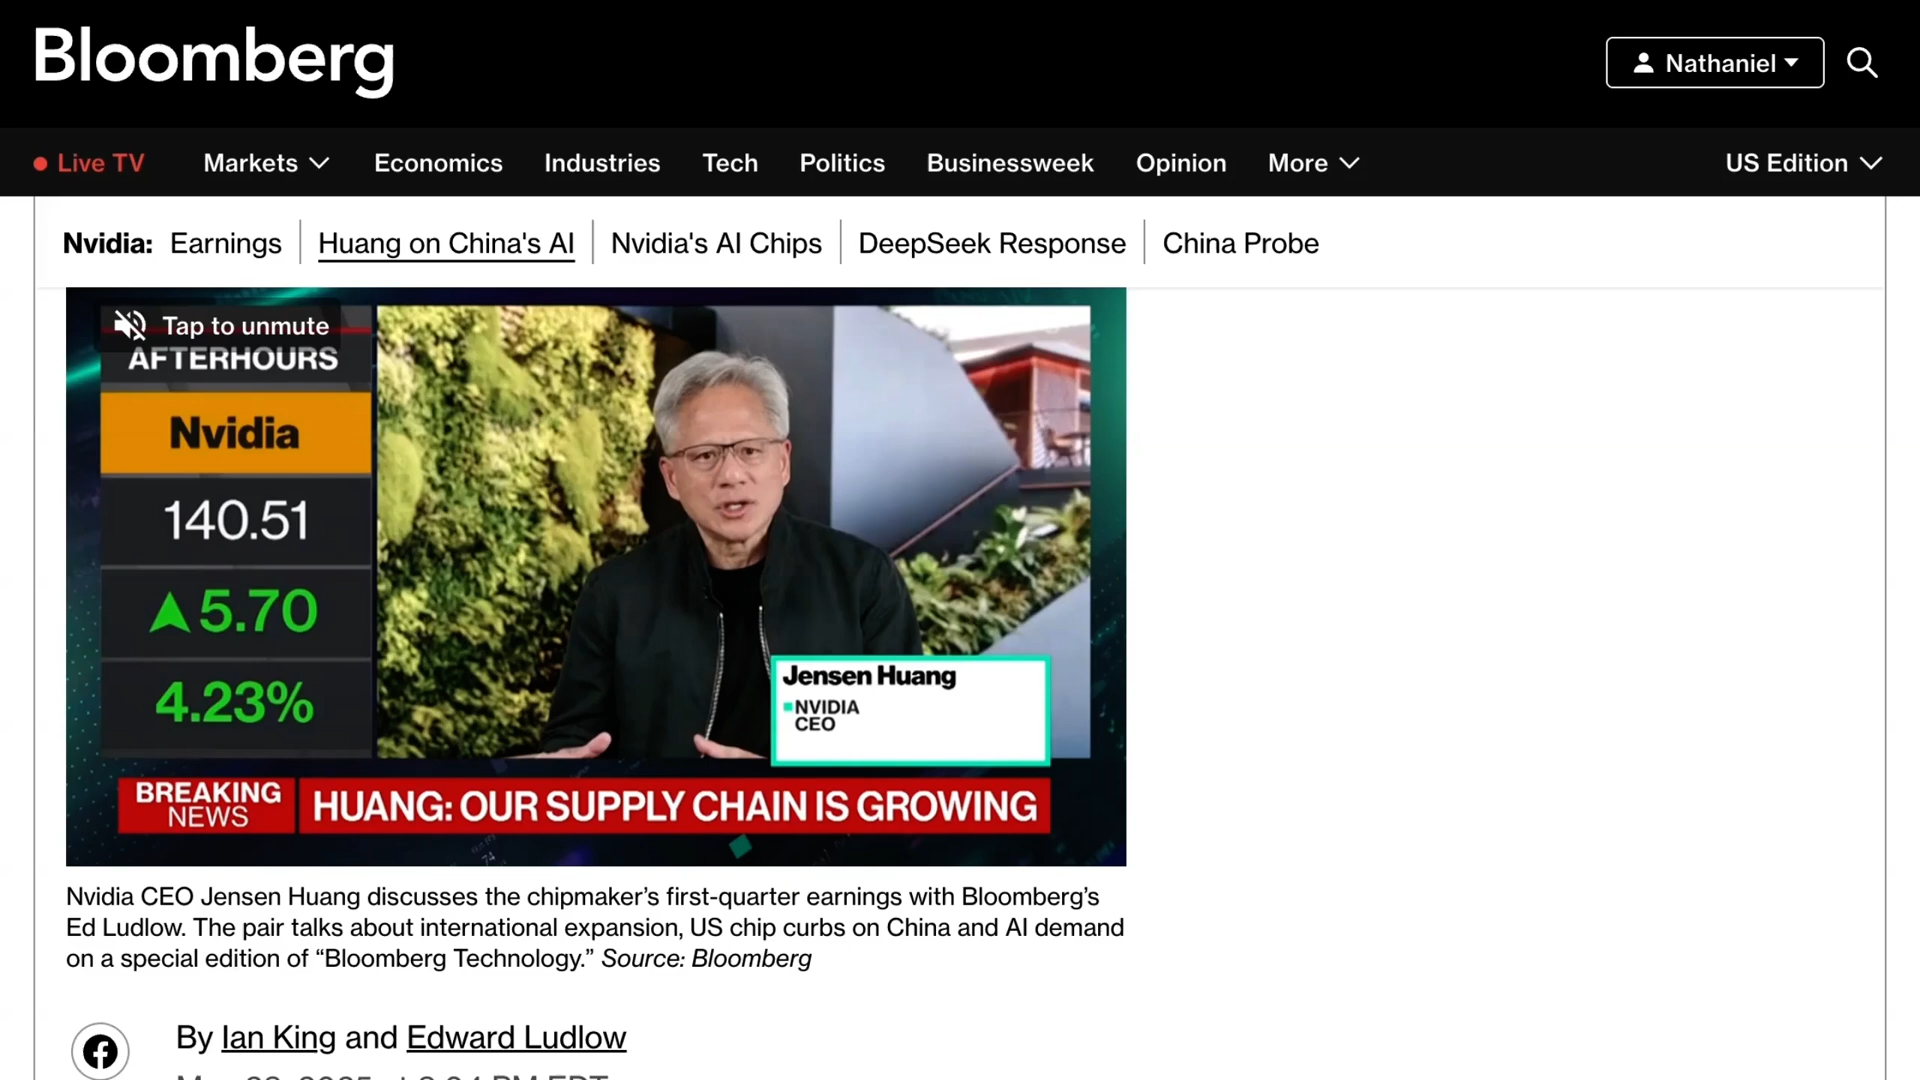 Bloomberg
Nathaniel
Live TV Markets Economics Industries Tech Politics Businessweek Opinion More US Edition
Nvidia: Earnings Huang on China's AI Nvidia's AI Chips DeepSeek Response China Probe
Tap to unmute
AFTERHOURS
Nvidia
140.51
5.70
4.23%
Jensen Huang
NVIDIA
CEO
BREAKING
NEWS
HUANG: OUR SUPPLY CHAIN IS GROWING
Nvidia CEO Jensen Huang discusses the chipmaker’s first-quarter earnings with Bloomberg’s
Ed Ludlow. The pair talks about international expansion, US chip curbs on China and AI demand
on a special edition of “Bloomberg Technology.” Source: Bloomberg
By Ian King and Edward Ludlow